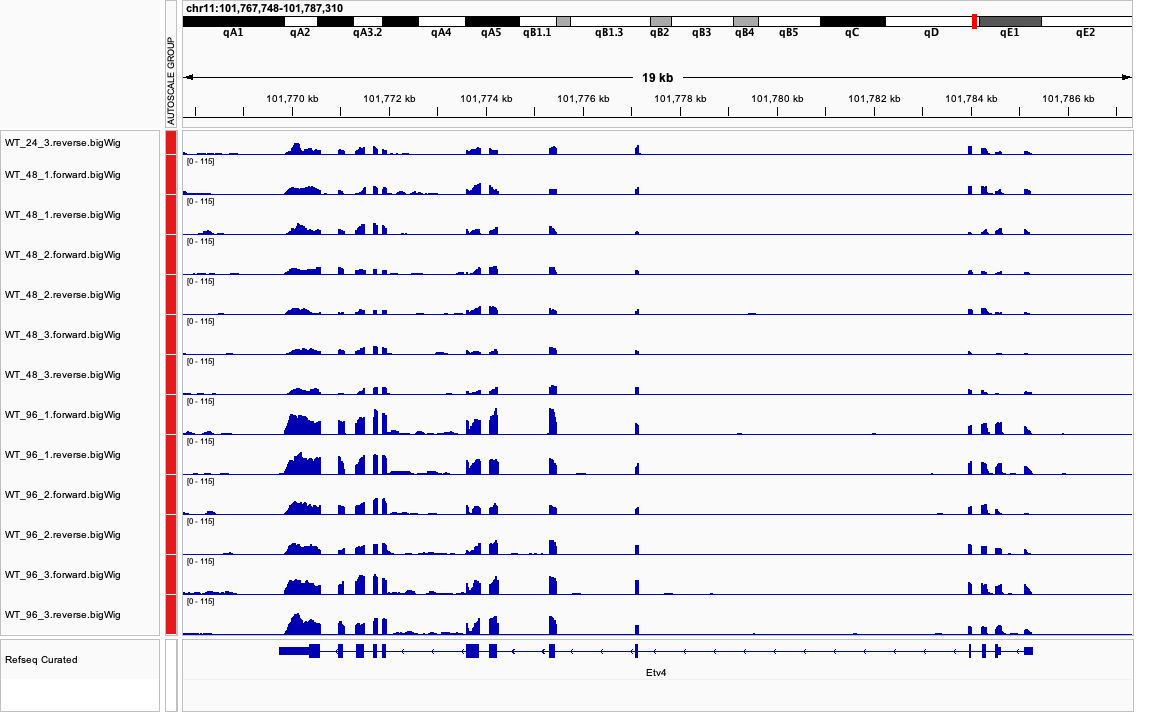 chr11:101,767,748-101,787,310
qA1 qA2 qA3.2 qA4 qA5 qB1.1 qB1.3 qB2 qB3 qB4 qB5 qC qD qE1 qE2
AUTOSCALE GROUP
19 kb
101,770 kb 101,772 kb 101,774 kb 101,776 kb 101,778 kb 101,780 kb 101,782 kb 101,784 kb 101,786 kb
WT_24_3.reverse.bigWig
[0 - 115]
WT_48_1.forward.bigWig
[0 - 115]
WT_48_1.reverse.bigWig
[0 - 115]
WT_48_2.forward.bigWig
[0 - 115]
WT_48_2.reverse.bigWig
[0 - 115]
WT_48_3.forward.bigWig
[0 - 115]
WT_48_3.reverse.bigWig
[0 - 115]
WT_96_1.forward.bigWig
[0 - 115]
WT_96_1.reverse.bigWig
[0 - 115]
WT_96_2.forward.bigWig
[0 - 115]
WT_96_2.reverse.bigWig
[0 - 115]
WT_96_3.forward.bigWig
[0 - 115]
WT_96_3.reverse.bigWig
Refseq Curated
Etv4